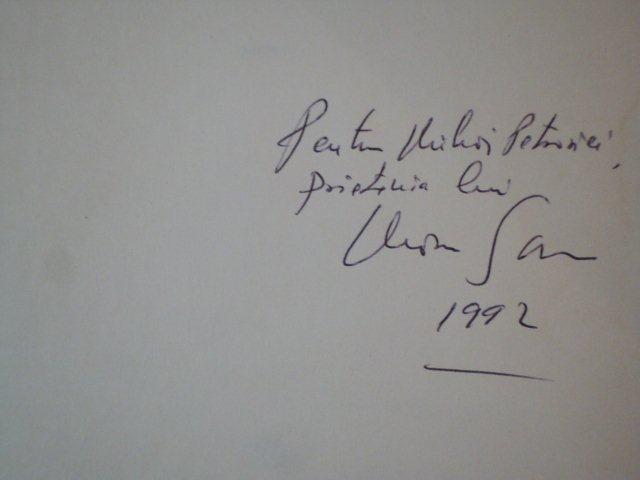 Pentru Mihai Petrovici,
prietenia lui
1992